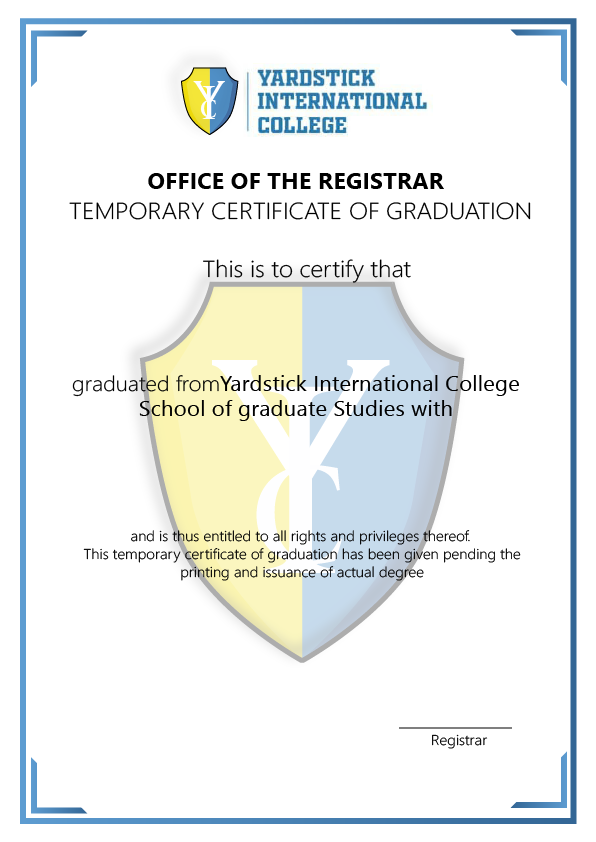 YARDSTICK
INTERNATIONAL
COLLEGE
OFFICE OF THE REGISTRAR
TEMPORARY CERTIFICATE OF GRADUATION
This is to certify that
graduated fromYardstick International College
School of graduate Studies with
and is thus entitled to all rights and privileges thereof.
This temporary certificate of graduation has been given pending the
printing and issuance of actual degree
Registrar